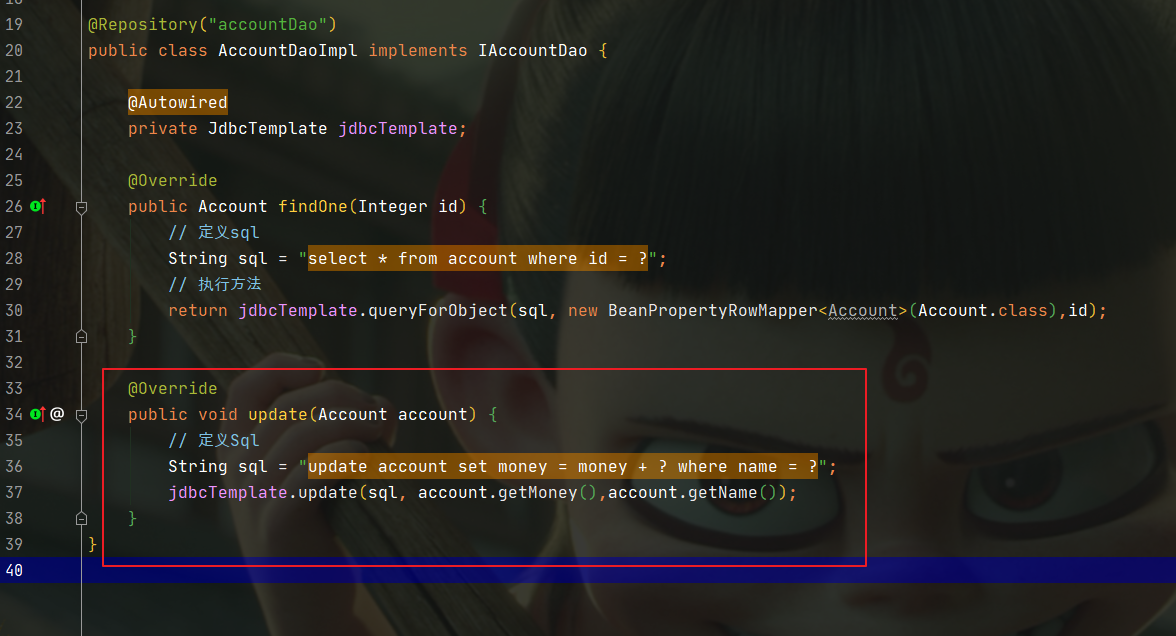 19 @Repository("accountDao")
20 public class AccountDaoImpl implements IAccountDao {
21
22 @Autowired
23 private JdbcTemplate jdbcTemplate;
24
25 @Override
26 public Account findOne(Integer id) {
27 // 定义sql
28 String sql = "select * from account where id = ?";
29 // 执行方法
30 return jdbcTemplate.queryForObject(sql, new BeanPropertyRowMapper<Account>(Account.class),id);
31 }
32
33 @Override
34 @ public void update(Account account) {
35 // 定义Sql
36 String sql = "update account set money = money + ? where name = ?";
37 jdbcTemplate.update(sql, account.getMoney(),account.getName());
38 }
39 }
40